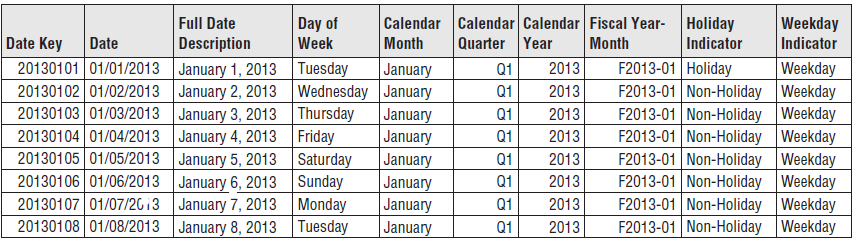 Date Key Date Full Date Description Day of Week Calendar Month Calendar Quarter Calendar Year Fiscal Year-Month Holiday Indicator Weekday Indicator
20130101 01/01/2013 January 1, 2013 Tuesday January Q1 2013 F2013-01 Holiday Weekday
20130102 01/02/2013 January 2, 2013 Wednesday January Q1 2013 F2013-01 Non-Holiday Weekday
20130103 01/03/2013 January 3, 2013 Thursday January Q1 2013 F2013-01 Non-Holiday Weekday
20130104 01/04/2013 January 4, 2013 Friday January Q1 2013 F2013-01 Non-Holiday Weekday
20130105 01/05/2013 January 5, 2013 Saturday January Q1 2013 F2013-01 Non-Holiday Weekday
20130106 01/06/2013 January 6, 2013 Sunday January Q1 2013 F2013-01 Non-Holiday Weekday
20130107 01/07/2013 January 7, 2013 Monday January Q1 2013 F2013-01 Non-Holiday Weekday
20130108 01/08/2013 January 8, 2013 Tuesday January Q1 2013 F2013-01 Non-Holiday Weekday